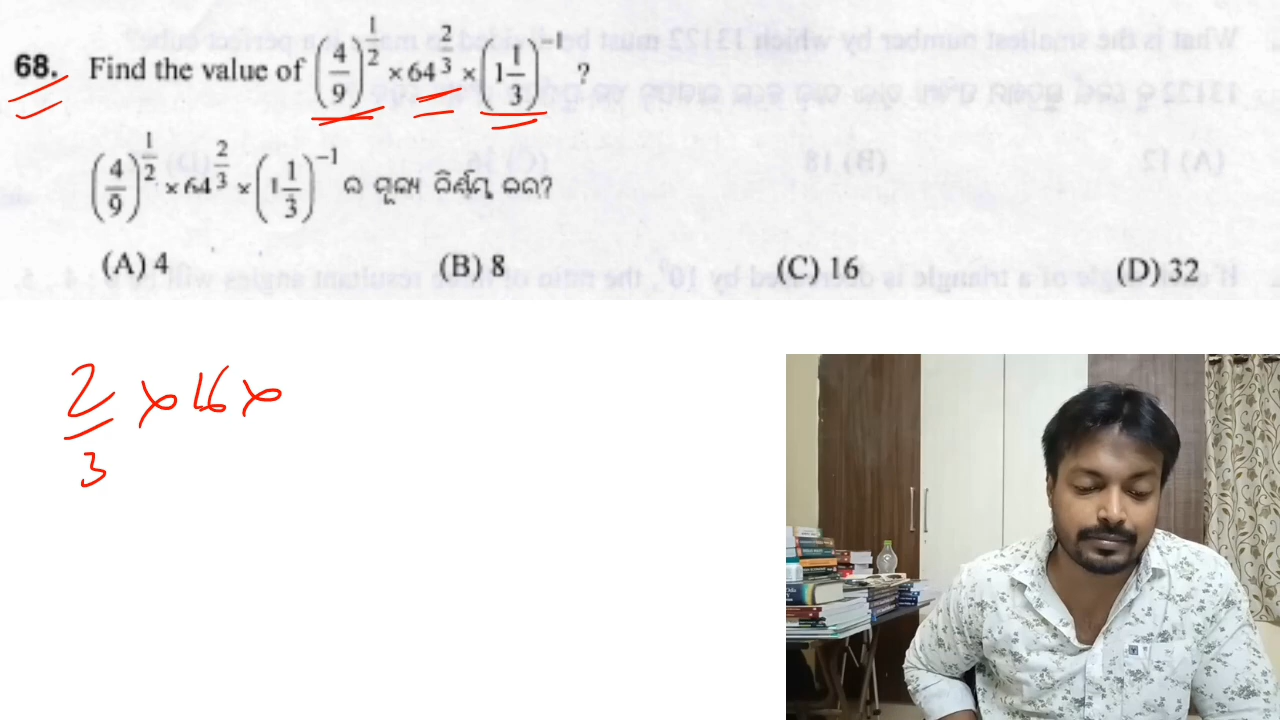 68. Find the value of (4/9)^(1/2) × 64^(2/3) × (1 1/3)^(-1) ?
(4/9)^(1/2) × 64^(2/3) × (1 1/3)^(-1) ର ମୂଲ୍ୟ ନିର୍ଣ୍ଣୟ କର?
(A) 4 (B) 8 (C) 16 (D) 32
2/3 × 16 ×